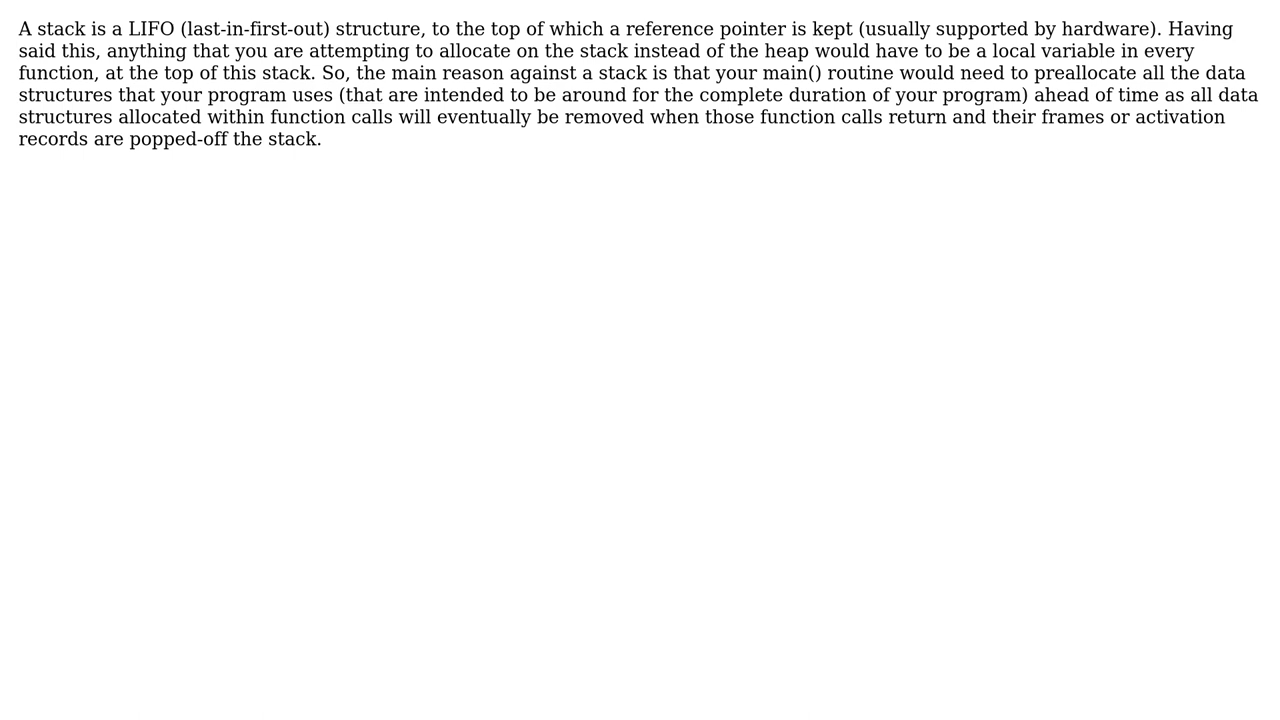 A stack is a LIFO (last-in-first-out) structure, to the top of which a reference pointer is kept (usually supported by hardware). Having
said this, anything that you are attempting to allocate on the stack instead of the heap would have to be a local variable in every
function, at the top of this stack. So, the main reason against a stack is that your main() routine would need to preallocate all the data
structures that your program uses (that are intended to be around for the complete duration of your program) ahead of time as all data
structures allocated within function calls will eventually be removed when those function calls return and their frames or activation
records are popped-off the stack.